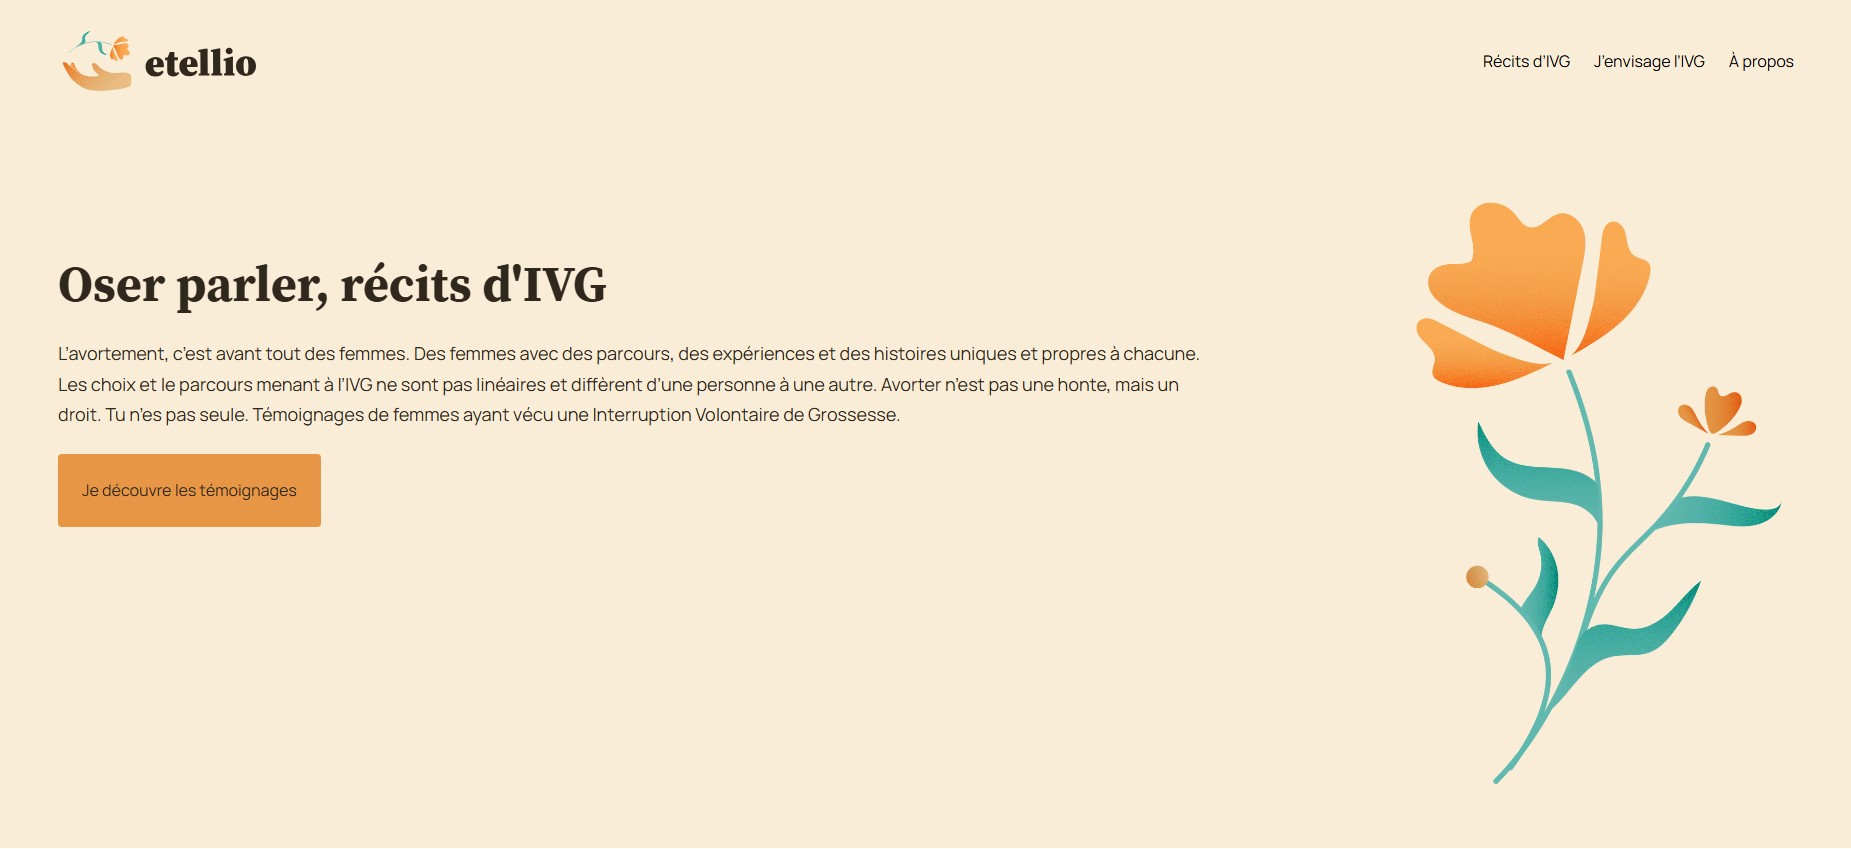 etellio
Récits d’IVG
J’envisage l’IVG
À propos
Oser parler, récits d'IVG
L’avortement, c’est avant tout des femmes. Des femmes avec des parcours, des expériences et des histoires uniques et propres à chacune.
Les choix et le parcours menant à l’IVG ne sont pas linéaires et diffèrent d’une personne à une autre. Avorter n’est pas une honte, mais un
droit. Tu n’es pas seule. Témoignages de femmes ayant vécu une Interruption Volontaire de Grossesse.
Je découvre les témoignages